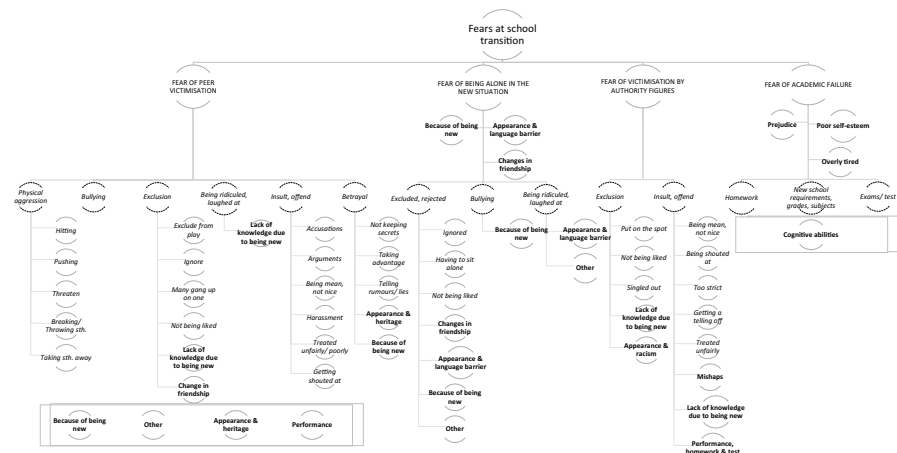 Fears at school
transition
FEAR OF PEER
VICTIMISATION
FEAR OF BEING ALONE IN THE
NEW SITUATION
FEAR OF VICTIMISATION BY
AUTHORITY FIGURES
FEAR OF ACADEMIC FAILURE
Because of being
new
Appearance &
language barrier
Changes in
friendship
Prejudice
Poor self-esteem
Overly tired
Physical
aggression
Hitting
Pushing
Threaten
Breaking/
Throwing sth.
Taking sth. away
Bullying
Exclusion
Exclude from
play
Ignore
Many gang up
on one
Not being liked
Lack of
knowledge due
to being new
Change in
friendship
Being ridiculed,
laughed at
Lack of
knowledge due
to being new
Insult, offend
Accusations
Arguments
Being mean,
not nice
Harassment
Treated
unfairly/ poorly
Getting
shouted at
Betrayal
Not keeping
secrets
Taking
advantage
Telling
rumours/ lies
Appearance &
heritage
Because of
being new
Because of being
new
Other
Appearance &
heritage
Performance
Excluded, rejected
Ignored
Having to sit
alone
Not being liked
Changes in
friendship
Appearance &
language barrier
Because of being
new
Other
Bullying
Because of being
new
Being ridiculed,
laughed at
Appearance &
language barrier
Other
Exclusion
Put on the spot
Not being liked
Singled out
Lack of
knowledge due
to being new
Appearance &
racism
Insult, offend
Being mean,
not nice
Being shouted
at
Too strict
Getting a
telling off
Treated
unfairly
Mishaps
Lack of knowledge
due to being new
Performance,
homework & test
Homework
New school
requirements,
grades, subjects
Exams/ test
Cognitive abilities